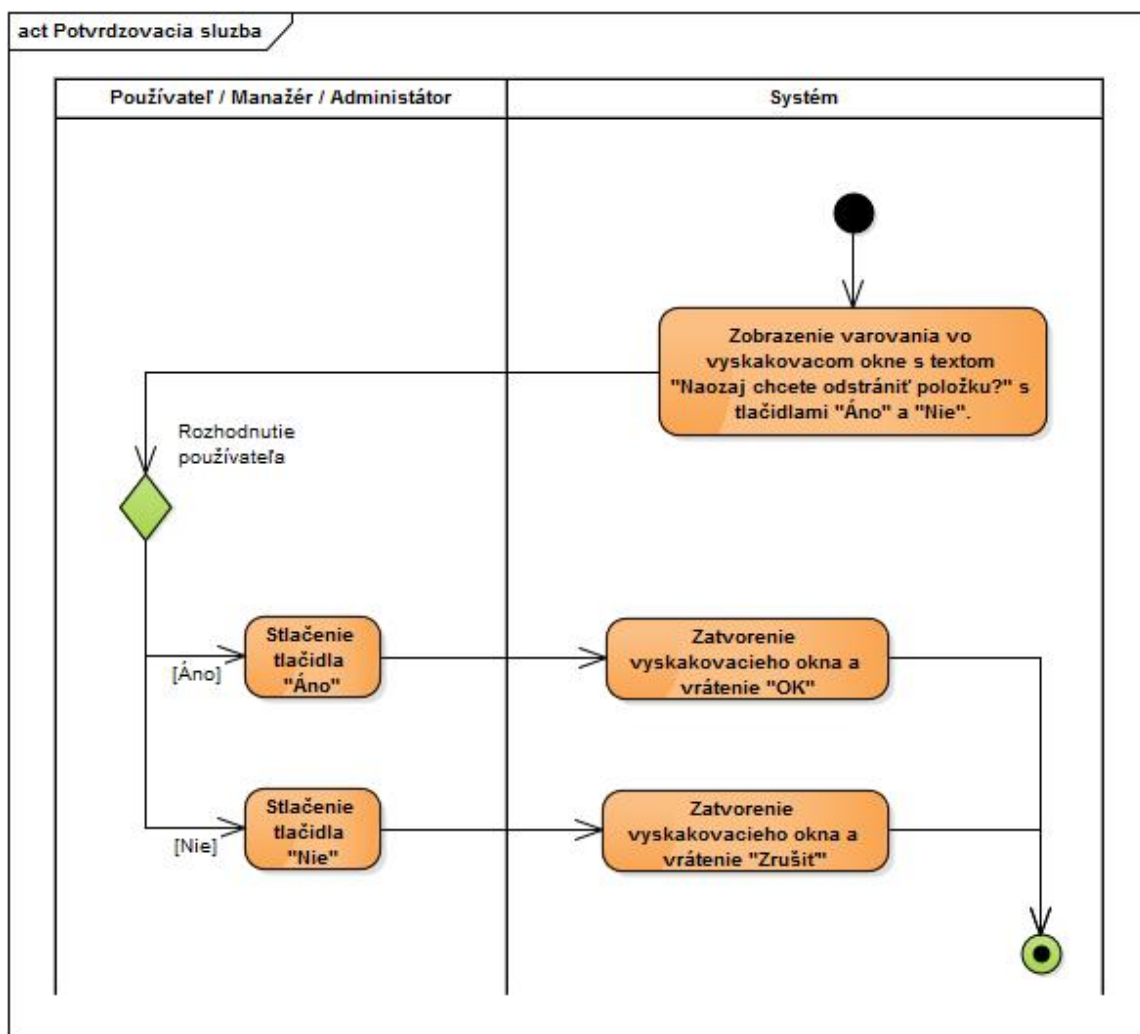 act Potvrdzovacia sluzba
Používateľ / Manažér / Administátor
Systém
Zobrazenie varovania vo
vyskakovacom okne s textom
"Naozaj chcete odstrániť položku?" s
tlačidlami "Áno" a "Nie".
Rozhodnutie
používateľa
[Áno]
Stlačenie
tlačidla
"Áno"
Zatvorenie
vyskakovacieho okna a
vrátenie "OK"
[Nie]
Stlačenie
tlačidla
"Nie"
Zatvorenie
vyskakovacieho okna a
vrátenie "Zrušiť"